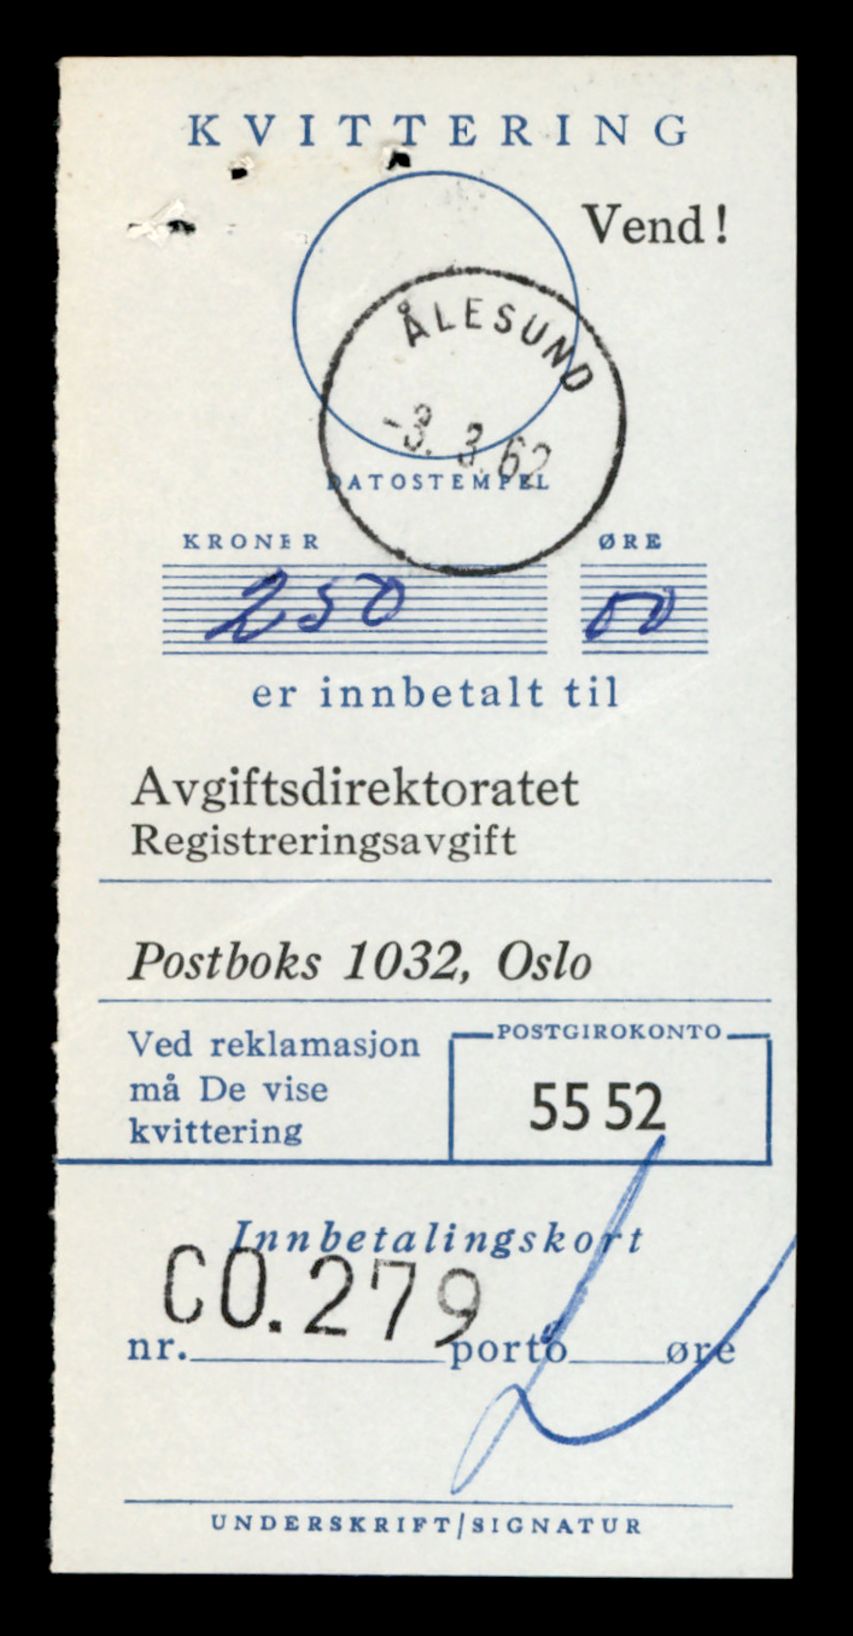 KVITTERING
Vend!
ÅLESUND
-3. 3. 62
DATOSTEMPEL
KRONER ØRE
250 00
er innbetalt til
Avgiftsdirektoratet
Registreringsavgift
Postboks 1032, Oslo
Ved reklamasjon
må De vise
kvittering
POSTGIROKONTO
55 52
Innbetalingskort
CO.279
nr. porto øre
UNDERSKRIFT/SIGNATUR